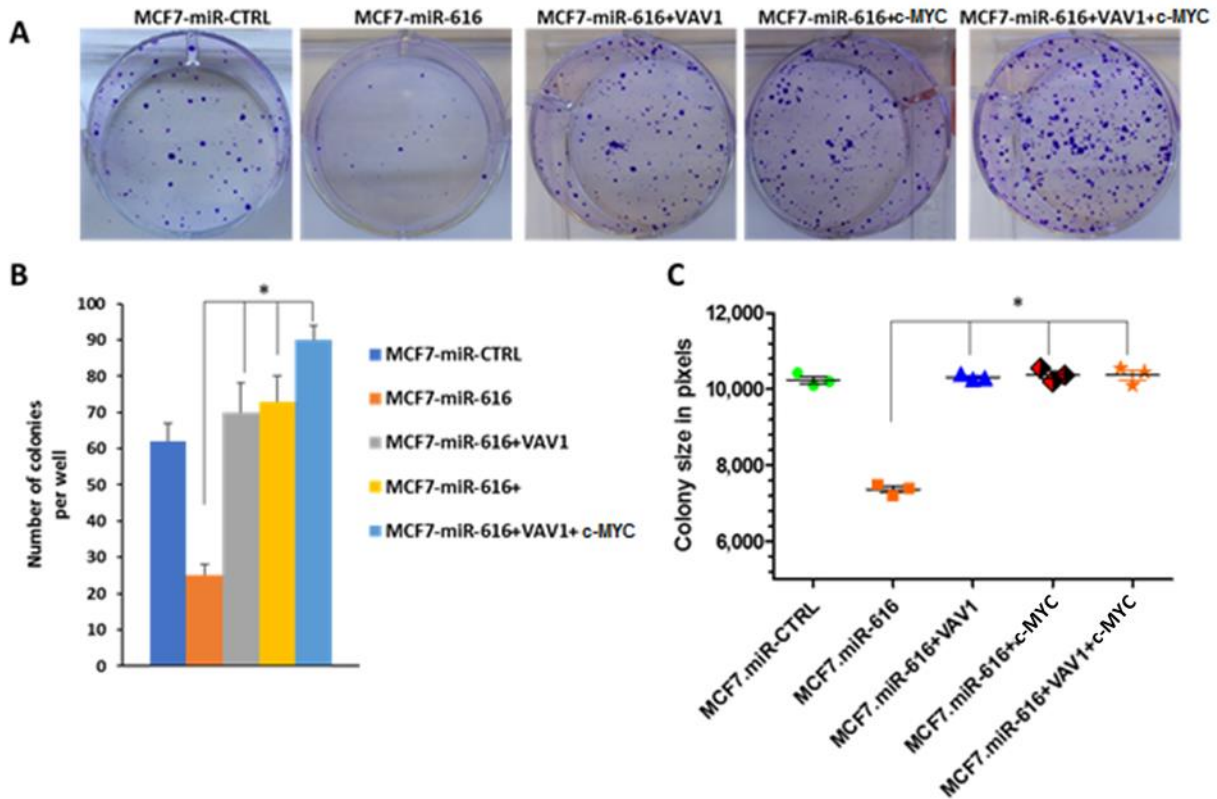 A
MCF7-miR-CTRL
MCF7-miR-616
MCF7-miR-616+VAV1
MCF7-miR-616+c-MYC
MCF7-miR-616+VAV1+c-MYC
B
Number of colonies
per well
100
90
80
70
60
50
40
30
20
10
0
*
MCF7-miR-CTRL
MCF7-miR-616
MCF7-miR-616+VAV1
MCF7-miR-616+
MCF7-miR-616+VAV1+ c-MYC
C
Colony size in pixels
12,000
10,000
8,000
6,000
*
MCF7.miR-CTRL
MCF7.miR-616
MCF7.miR-616+VAV1
MCF7.miR-616+c-MYC
MCF7.miR-616+VAV1+c-MYC